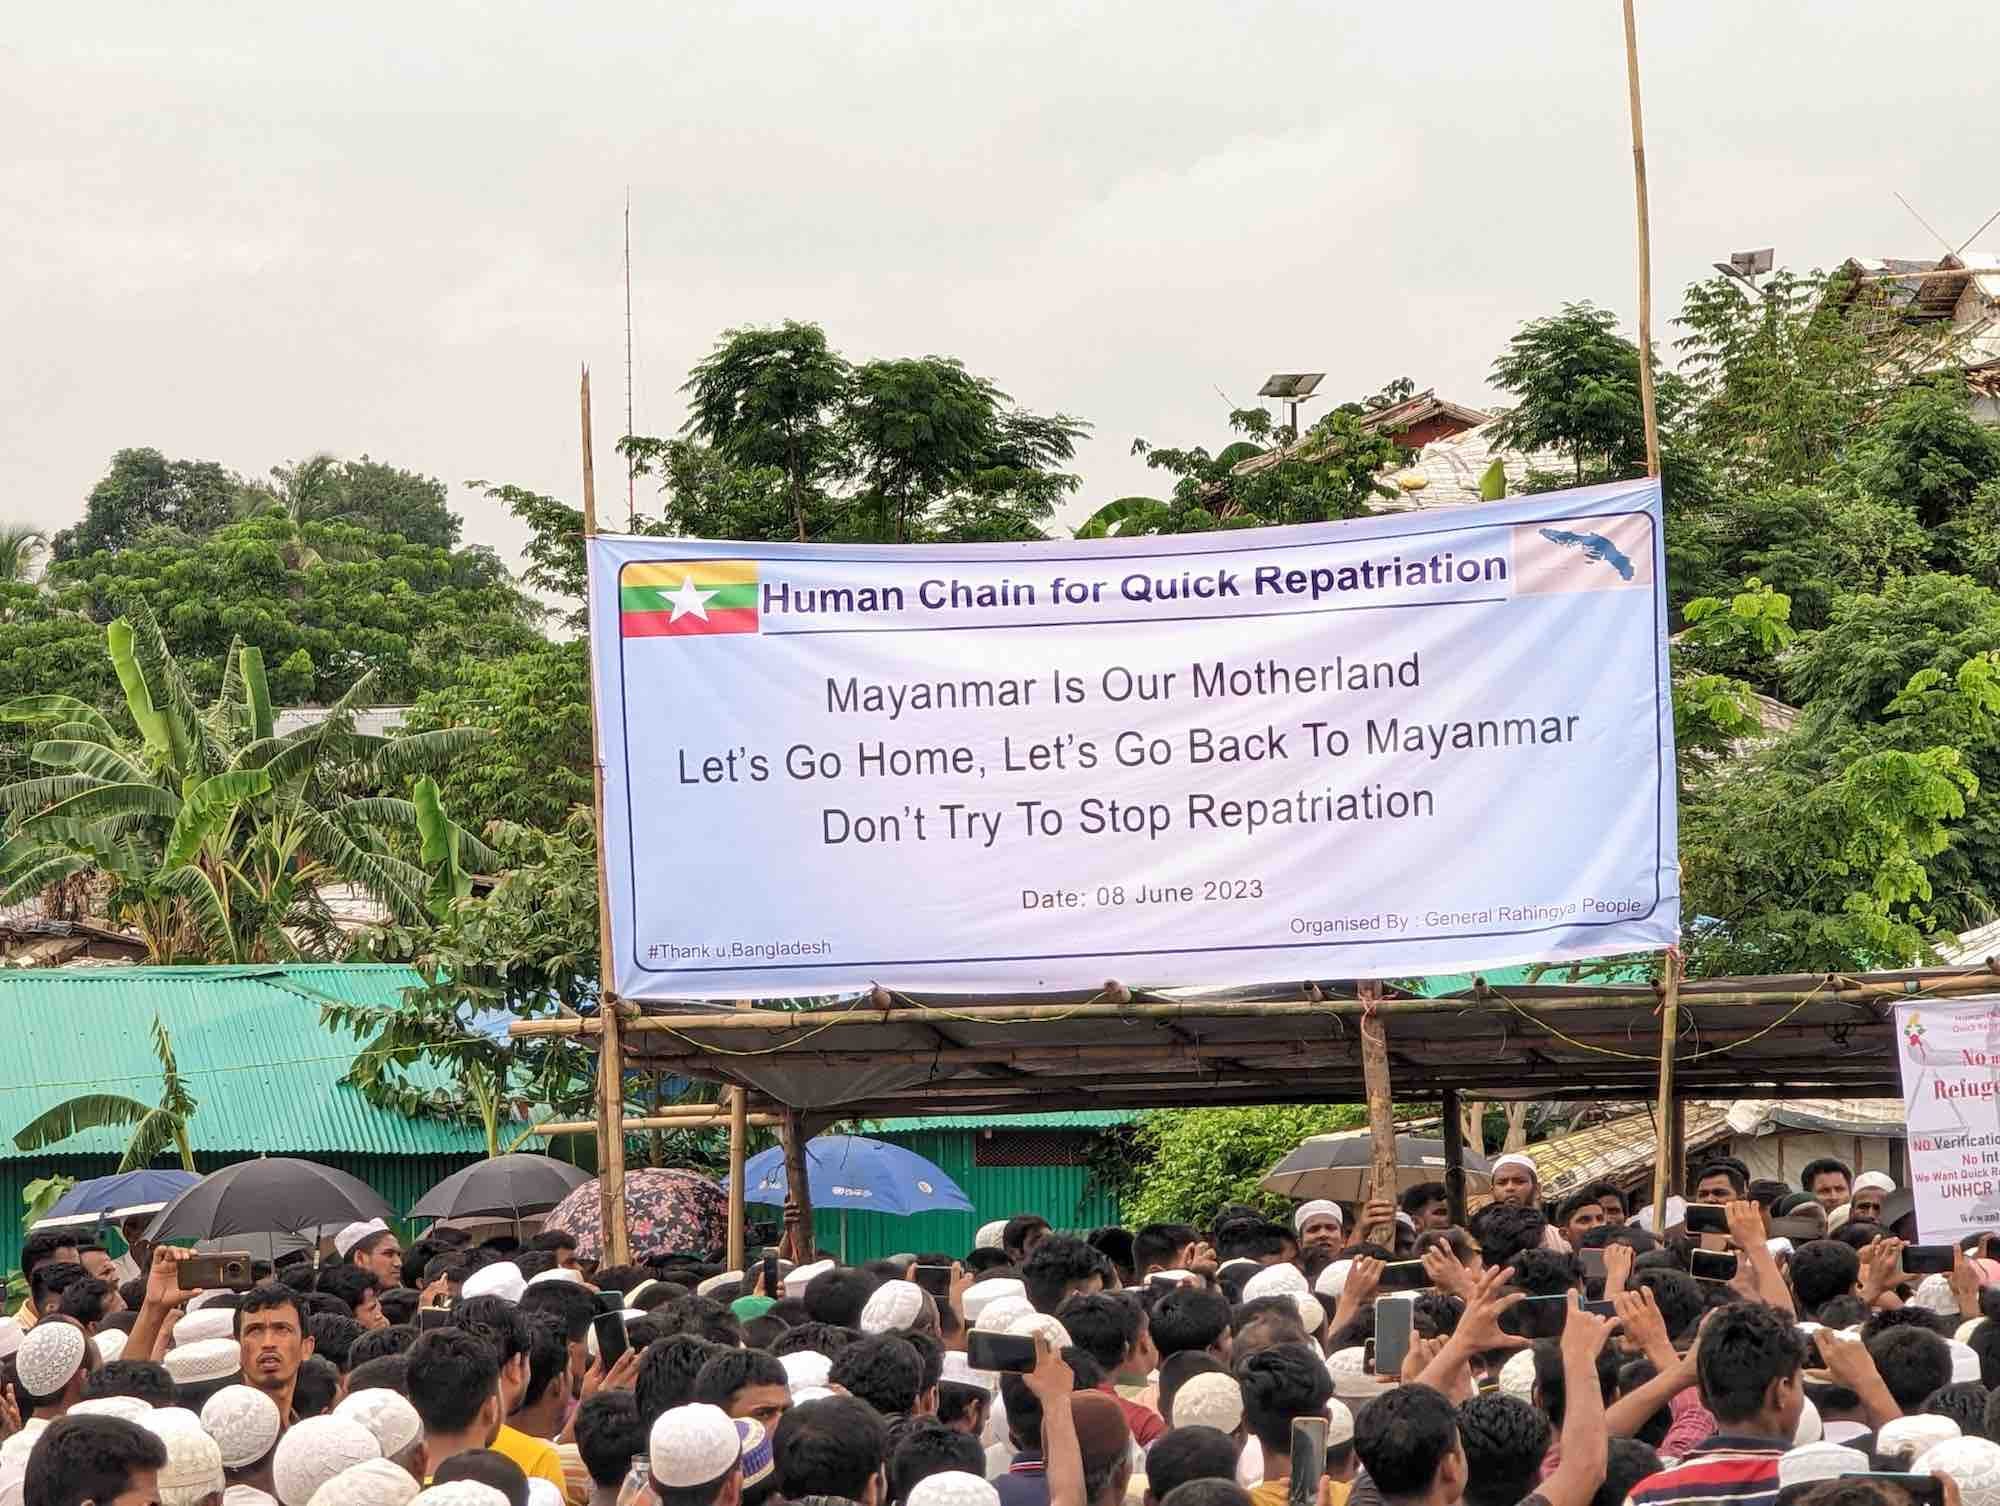 Human Chain for Quick Repatriation
Mayanmar Is Our Motherland
Let's Go Home, Let's Go Back To Mayanmar
Don't Try To Stop Repatriation
Date: 08 June 2023
Organised By : General Rahingya People
#Thank u,Bangladesh
No
Refuge
NO Verificatio
No Int
We Want Quick R
UNHCR